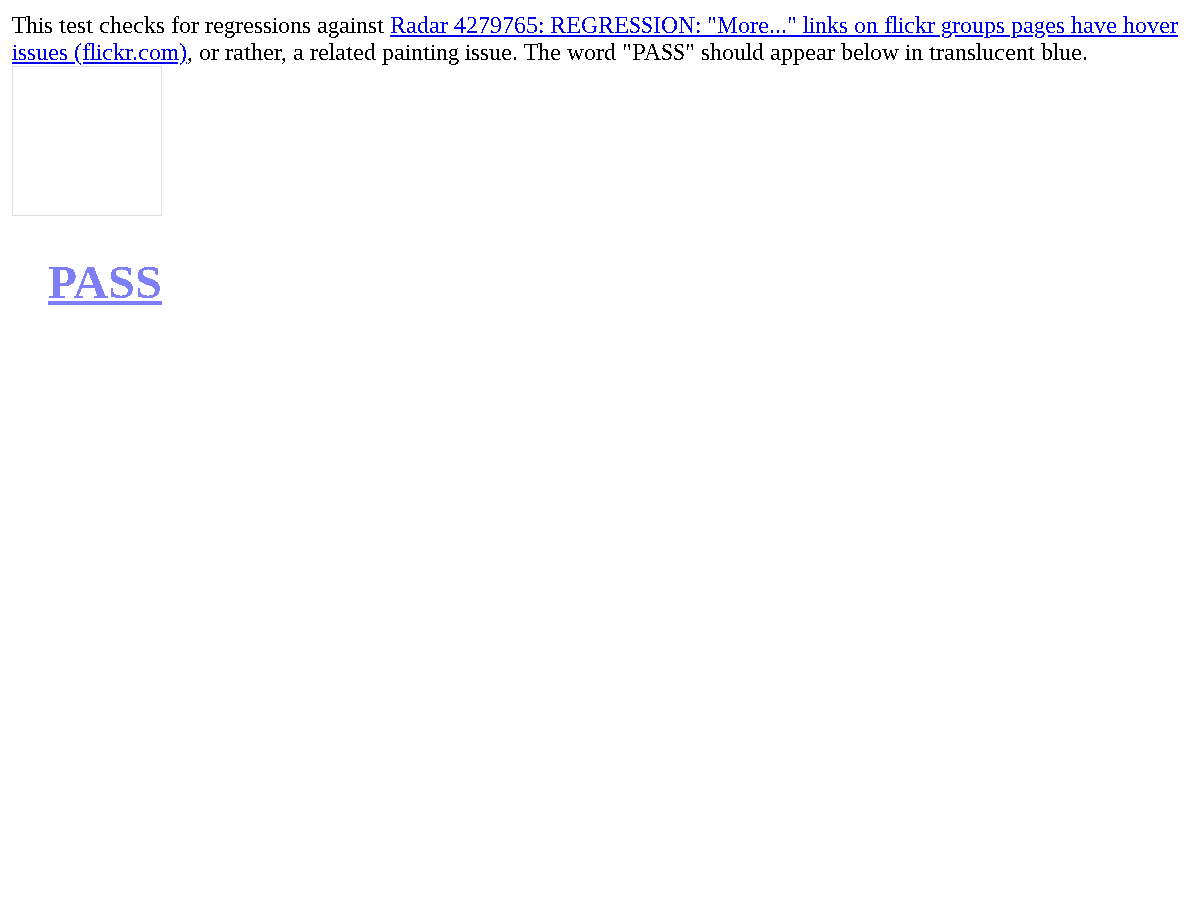 This test checks for regressions against Radar 4279765: REGRESSION: "More..." links on flickr groups pages have hover
issues (flickr.com), or rather, a related painting issue. The word "PASS" should appear below in translucent blue.
PASS